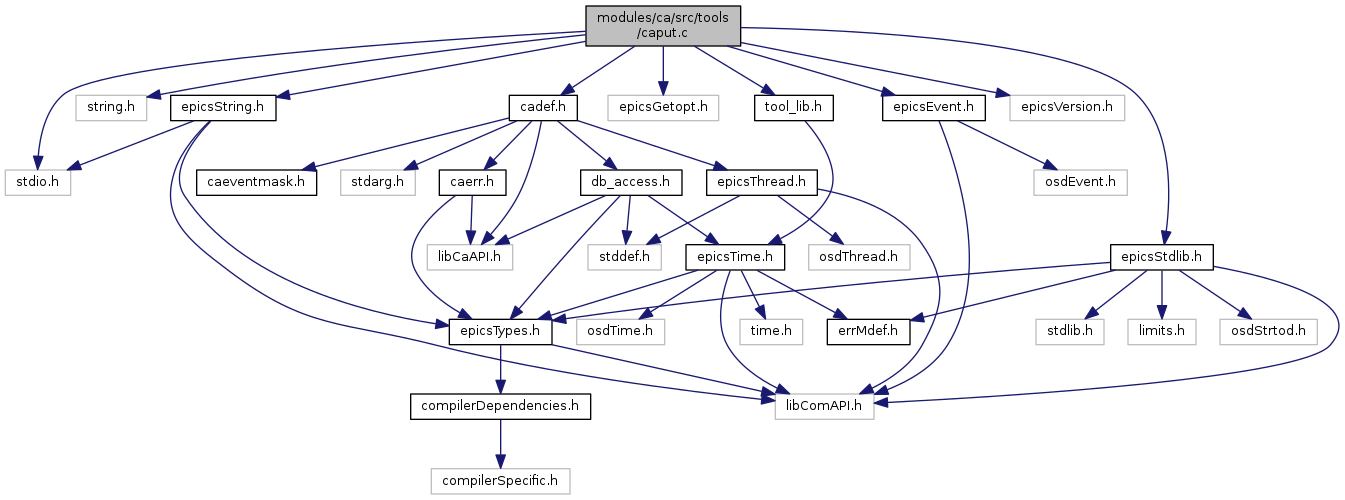 modules/ca/src/tools
/caput.c
string.h
epicsString.h
cadef.h
epicsGetopt.h
tool_lib.h
epicsEvent.h
epicsVersion.h
stdio.h
caeventmask.h
stdarg.h
caerr.h
db_access.h
epicsThread.h
osdEvent.h
libCaAPI.h
stddef.h
epicsTime.h
osdThread.h
epicsStdlib.h
epicsTypes.h
osdTime.h
time.h
errMdef.h
stdlib.h
limits.h
osdStrtod.h
compilerDependencies.h
libComAPI.h
compilerSpecific.h